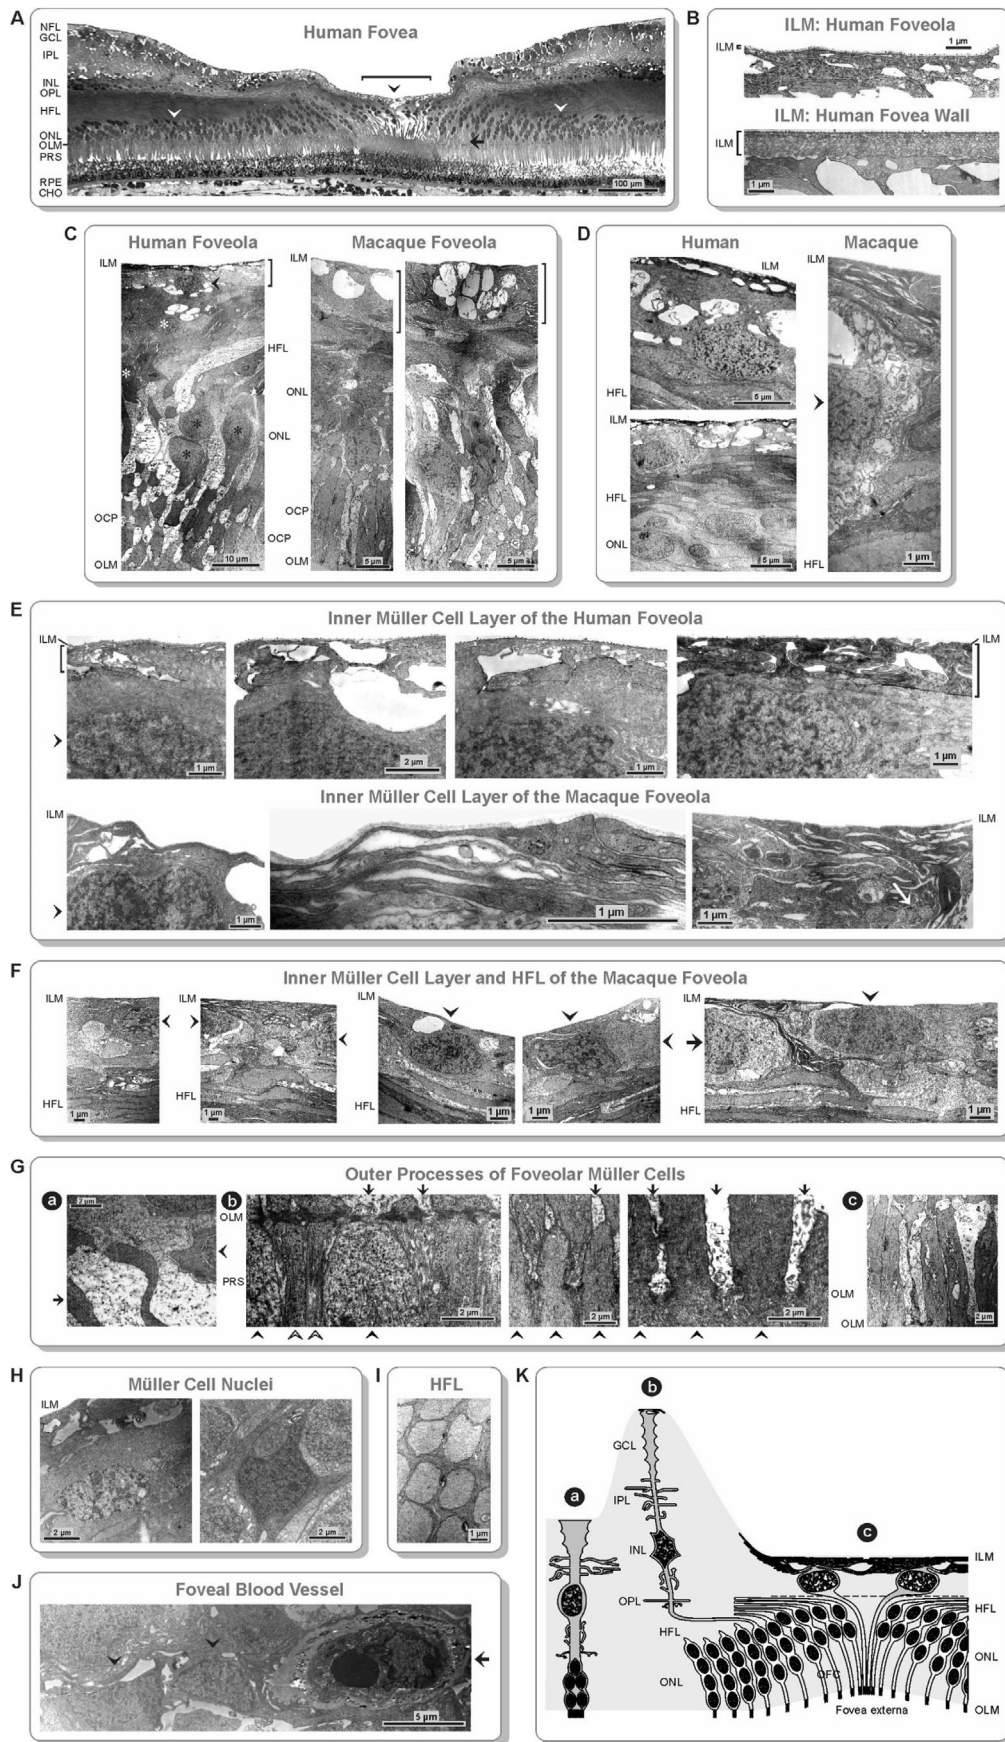 A
Human Fovea
NFL
GCL
IPL
INL
OPL
HFL
ONL
OLM
PRS
RPE
CHO
100 µm
B
ILM: Human Foveola
ILM
1 µm
ILM: Human Fovea Wall
ILM
1 µm
C
Human Foveola
Macaque Foveola
ILM
ILM
HFL
ONL
ONL
OCP
OCP
OLM
OLM
10 µm
5 µm
5 µm
D
Human
Macaque
ILM
ILM
HFL
5 µm
ILM
HFL
ONL
5 µm
HFL
1 µm
E
Inner Müller Cell Layer of the Human Foveola
ILM
ILM
1 µm
2 µm
1 µm
1 µm
Inner Müller Cell Layer of the Macaque Foveola
ILM
ILM
1 µm
1 µm
1 µm
F
Inner Müller Cell Layer and HFL of the Macaque Foveola
ILM
ILM
ILM
ILM
HFL
HFL
HFL
HFL
1 µm
1 µm
1 µm
1 µm
1 µm
G
Outer Processes of Foveolar Müller Cells
a
b
c
2 µm
OLM
PRS
2 µm
2 µm
2 µm
OLM
OLM
2 µm
H
Müller Cell Nuclei
ILM
2 µm
2 µm
I
HFL
1 µm
J
Foveal Blood Vessel
5 µm
K
b
GCL
a
IPL
c
INL
ILM
OPL
HFL
HFL
ONL
ONL
OFC
Fovea externa
OLM